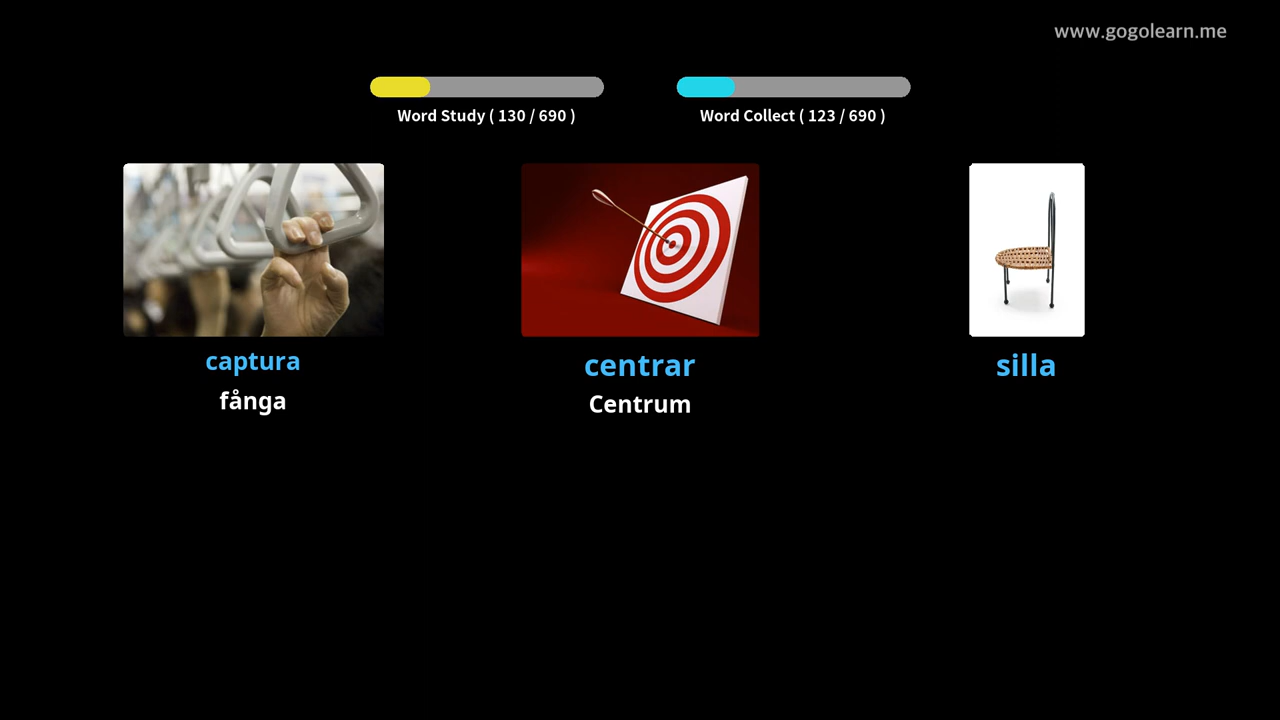 www.gogolearn.me
Word Study ( 130 / 690 )
Word Collect ( 123 / 690 )
captura
fånga
centrar
Centrum
silla